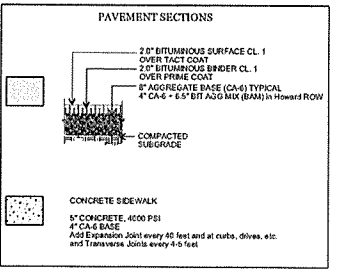 PAVEMENT SECTIONS
2.0" BITUMINOUS SURFACE CL. 1
OVER TACT COAT
2.0" BITUMINOUS BINDER CL. 1
OVER PRIME COAT
8" AGGREGATE BASE (CA-6) TYPICAL
4" CA-6 + 6.5" BIT AGG MIX (BAM) in Howard ROW
COMPACTED
SUBGRADE
CONCRETE SIDEWALK
5" CONCRETE, 4000 PSI
4" CA-6 BASE
Add Expansion Joint every 40 feet and at curbs, drives, etc.
and Transverse Joints every 4-5 feet